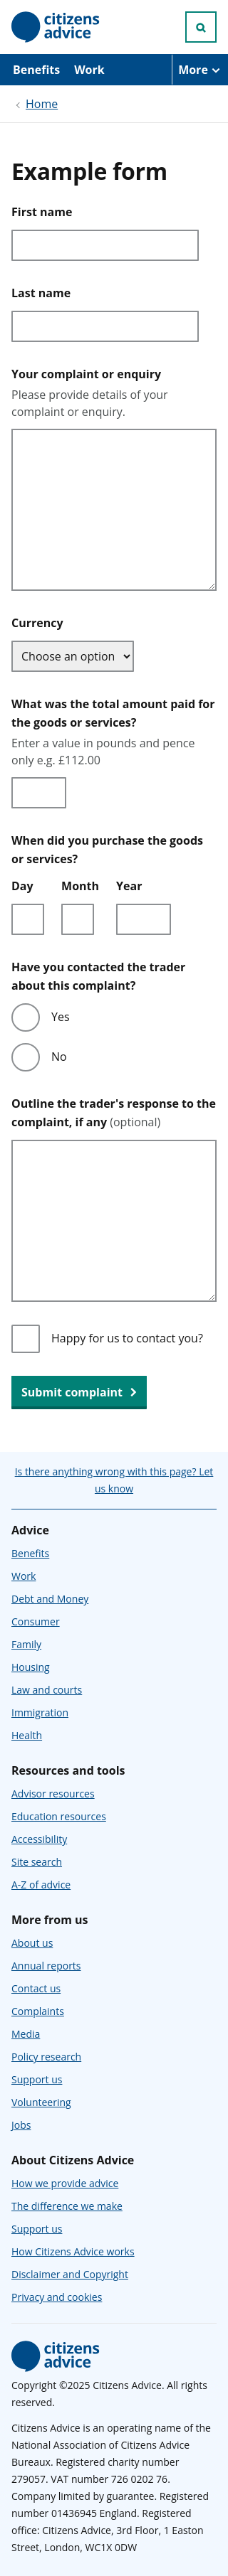 citizens
advice
Benefits Work More
Home
Example form
First name
Last name
Your complaint or enquiry
Please provide details of your
complaint or enquiry.
Currency
Choose an option
What was the total amount paid for
the goods or services?
Enter a value in pounds and pence
only e.g. £112.00
When did you purchase the goods
or services?
Day Month Year
Have you contacted the trader
about this complaint?
Yes
No
Outline the trader's response to the
complaint, if any (optional)
Happy for us to contact you?
Submit complaint
Is there anything wrong with this page? Let
us know
Advice
Benefits
Work
Debt and Money
Consumer
Family
Housing
Law and courts
Immigration
Health
Resources and tools
Advisor resources
Education resources
Accessibility
Site search
A-Z of advice
More from us
About us
Annual reports
Contact us
Complaints
Media
Policy research
Support us
Volunteering
Jobs
About Citizens Advice
How we provide advice
The difference we make
Support us
How Citizens Advice works
Disclaimer and Copyright
Privacy and cookies
citizens
advice
Copyright ©2025 Citizens Advice. All rights
reserved.
Citizens Advice is an operating name of the
National Association of Citizens Advice
Bureaux. Registered charity number
279057. VAT number 726 0202 76.
Company limited by guarantee. Registered
number 01436945 England. Registered
office: Citizens Advice, 3rd Floor, 1 Easton
Street, London, WC1X 0DW